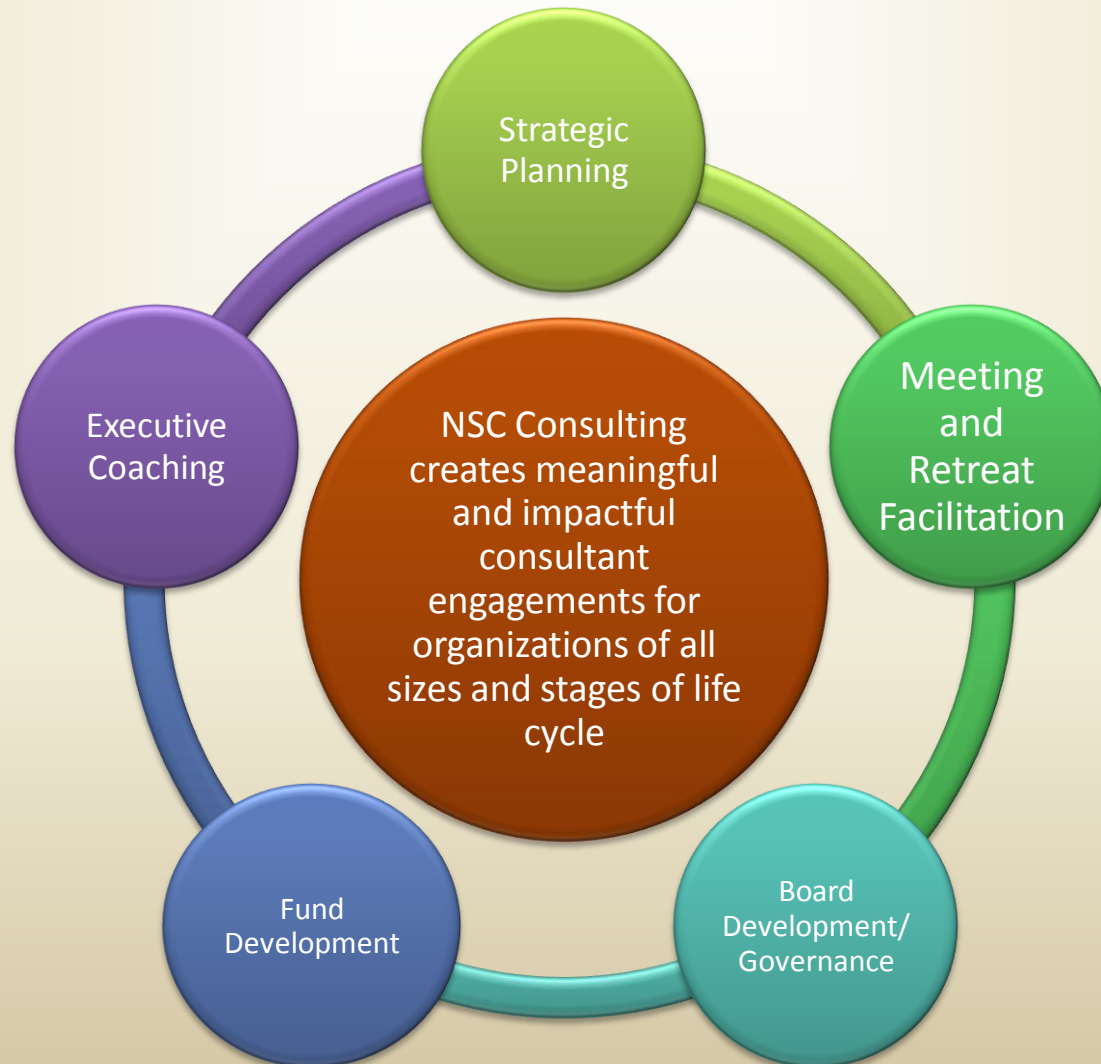 Strategic
Planning
Meeting
and
Retreat
Facilitation
Executive
Coaching
NSC Consulting
creates meaningful
and impactful
consultant
engagements for
organizations of all
sizes and stages of life
cycle
Fund
Development
Board
Development/
Governance